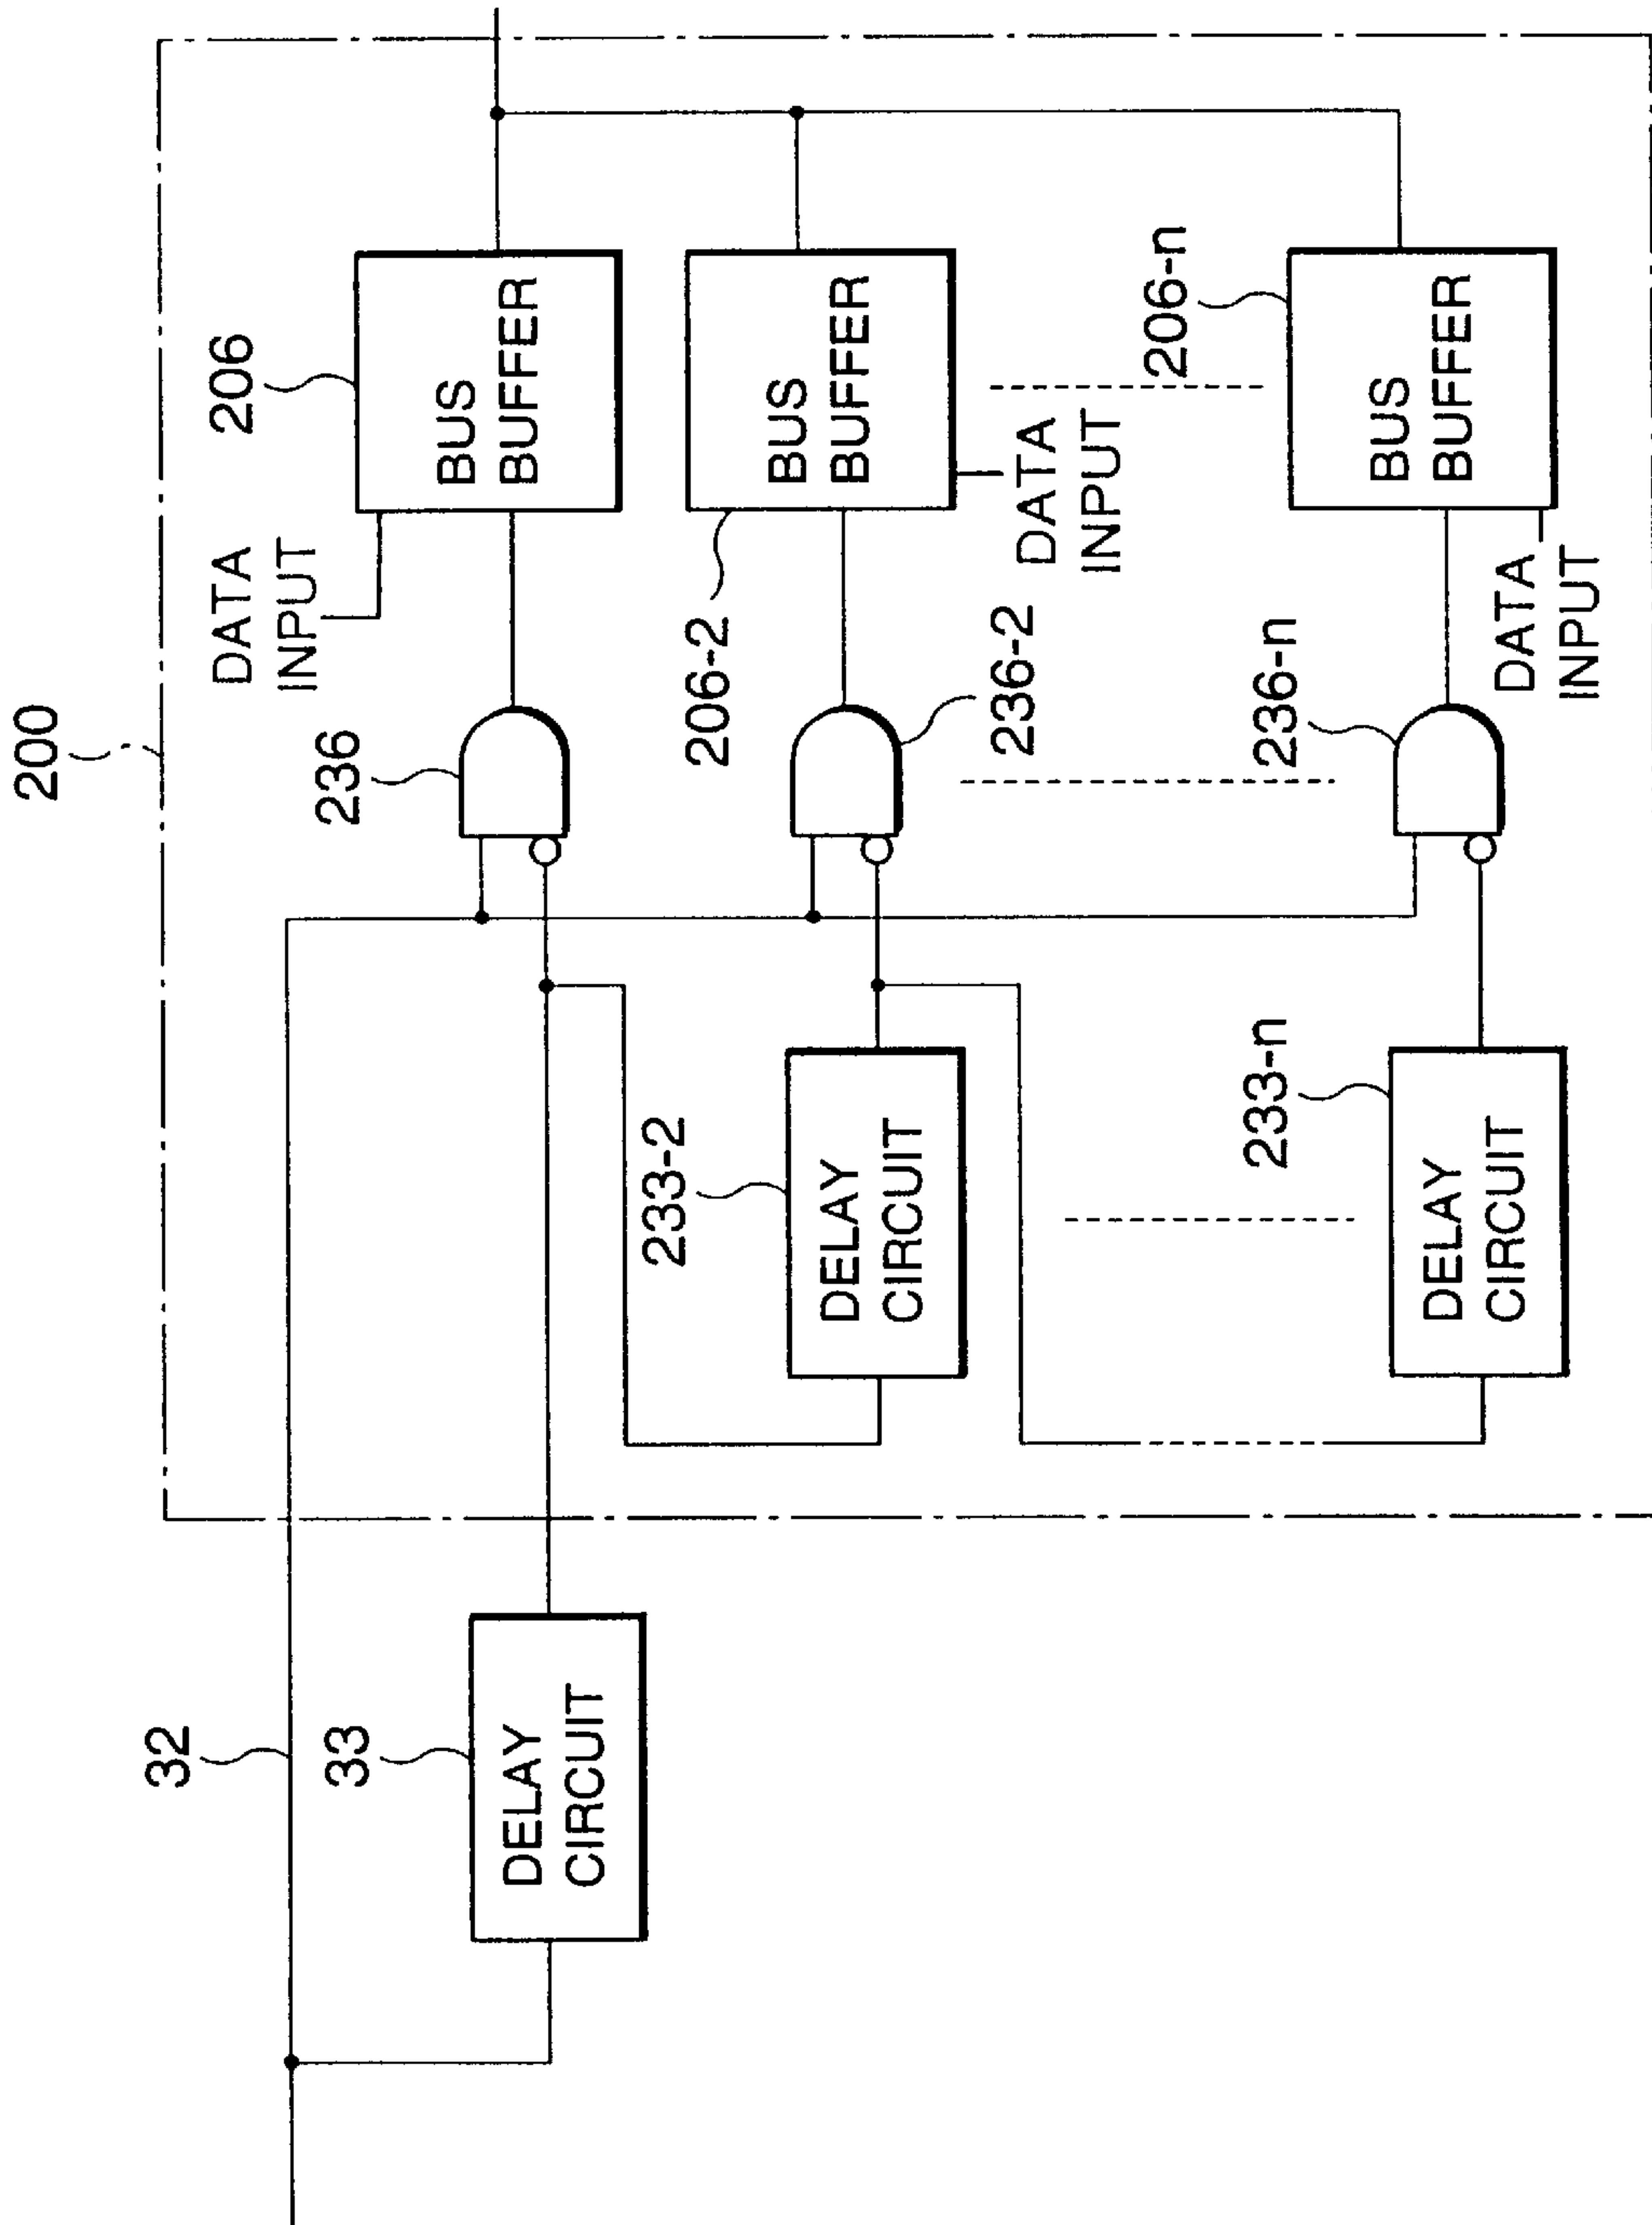 200
32
33
DELAY
CIRCUIT
236
206
DATA
INPUT
BUS
BUFFER
233-2
DELAY
CIRCUIT
206-2
236-2
BUS
BUFFER
DATA
INPUT
233-n
DELAY
CIRCUIT
236-n
206-n
BUS
BUFFER
DATA
INPUT